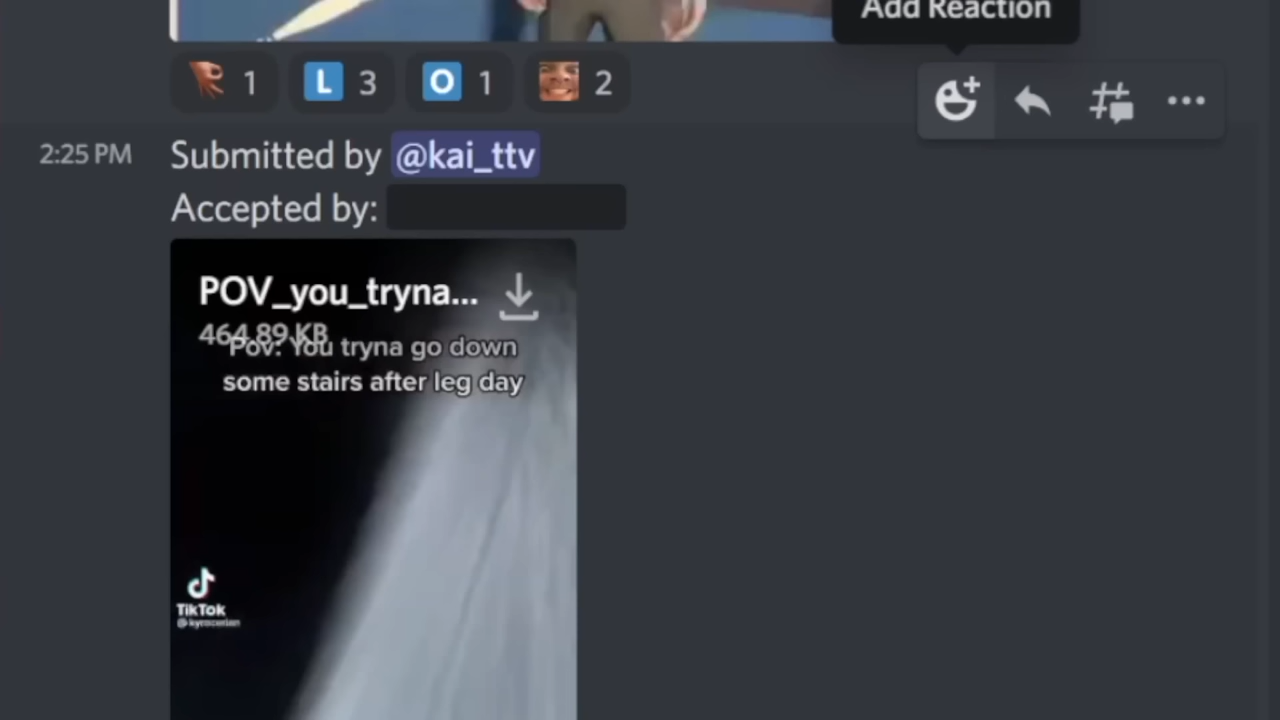 Add Reaction
1 L 3 O 1 2
2:25 PM Submitted by @kai_ttv
Accepted by:
POV_you_tryna...
464.89 KB
Pov: You tryna go down
some stairs after leg day
TikTok